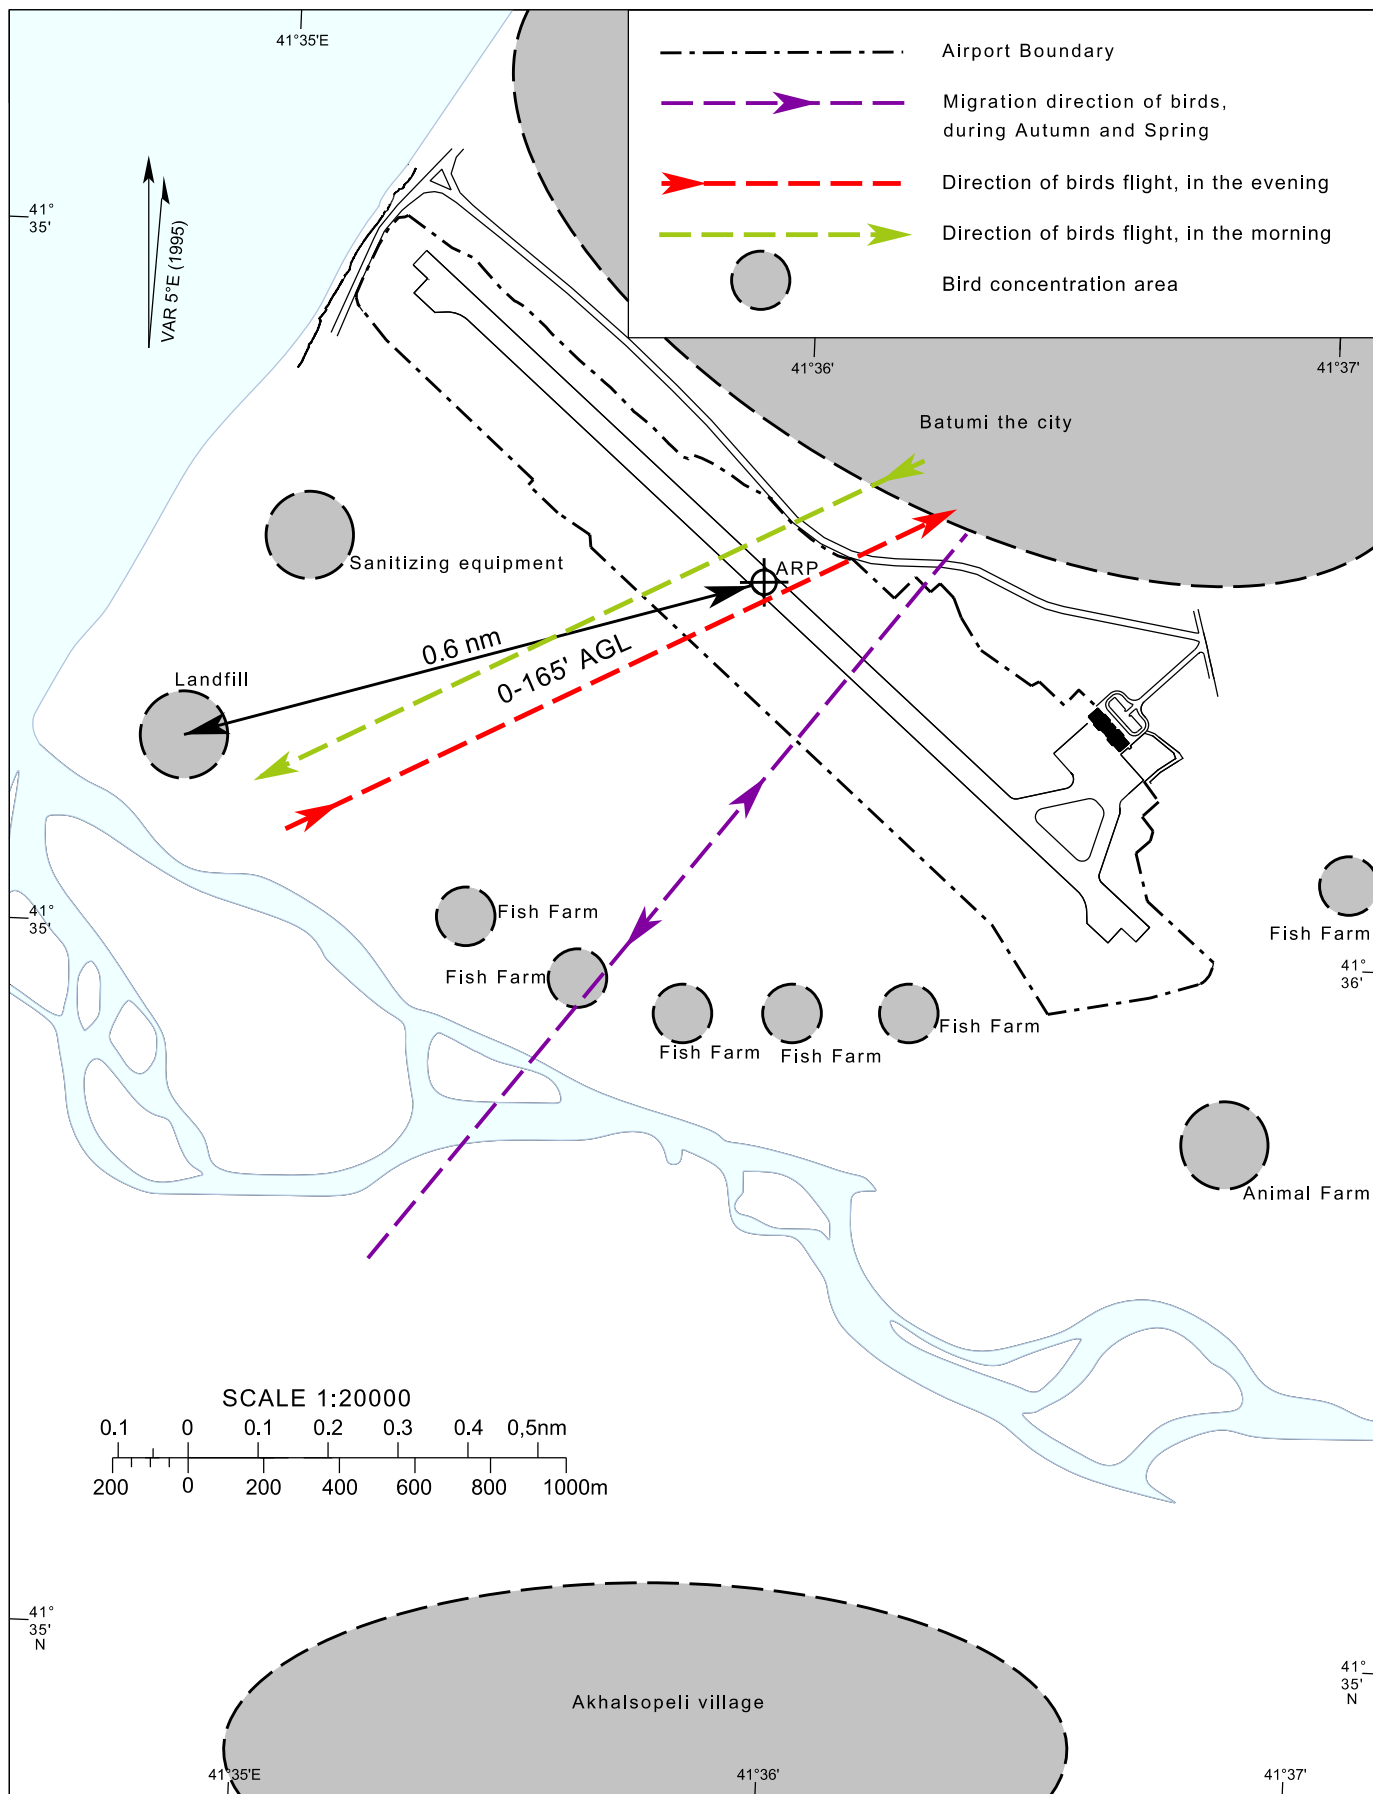 41°35'E
Airport Boundary
Migration direction of birds,
during Autumn and Spring
Direction of birds flight, in the evening
Direction of birds flight, in the morning
Bird concentration area
41°
35'
VAR 5°E (1995)
41°36'
41°37'
Batumi the city
Sanitizing equipment
ARP
0.6 nm
0-165' AGL
Landfill
Fish Farm
41°
35'
Fish Farm
Fish Farm
41°
36'
Fish Farm
Fish Farm
Fish Farm
Animal Farm
SCALE 1:20000
0.1 0 0.1 0.2 0.3 0.4 0,5nm
200 0 200 400 600 800 1000m
41°
35'
N
41°
35'
N
Akhalsopeli village
41°35'E
41°36'
41°37'